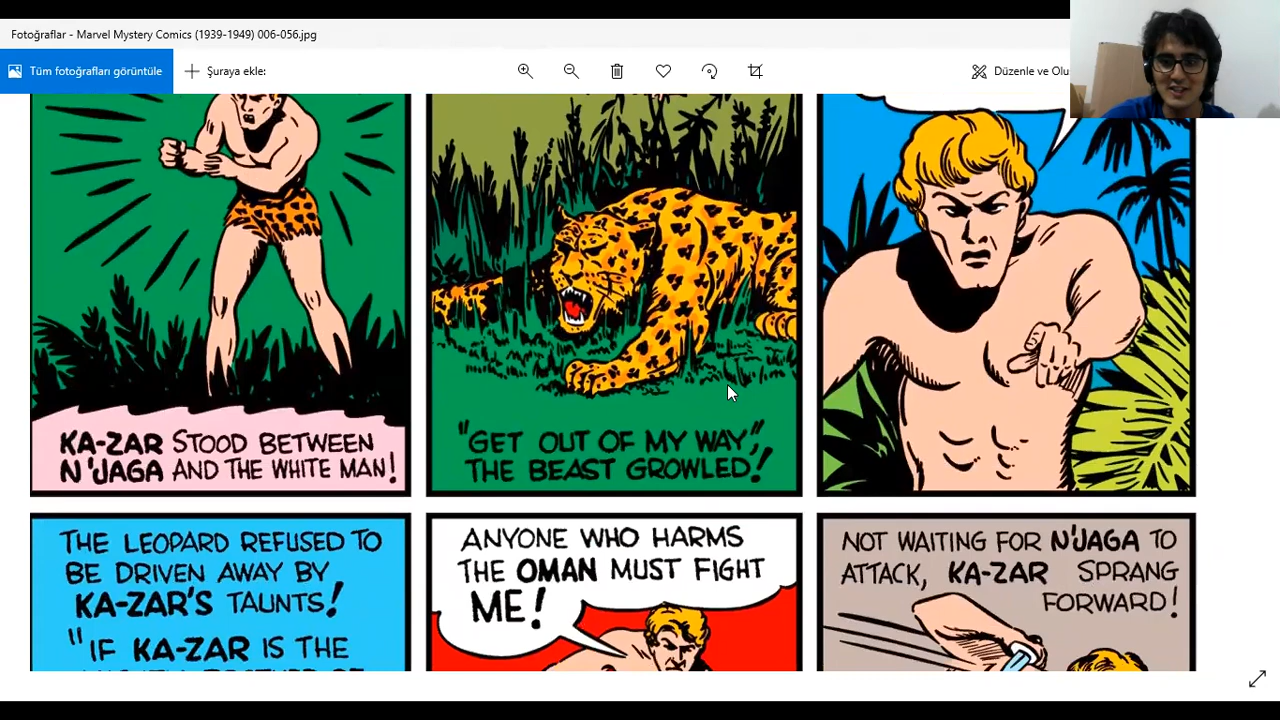 Fotoğraflar - Marvel Mystery Comics (1939-1949) 006-056.jpg
Tüm fotoğrafları görüntüle
Şuraya ekle:
Düzenle ve Olu
KA-ZAR STOOD BETWEEN
N'JAGA AND THE WHITE MAN!
"GET OUT OF MY WAY",
THE BEAST GROWLED!
THE LEOPARD REFUSED TO
BE DRIVEN AWAY BY
KA-ZAR'S TAUNTS!
"IF KA-ZAR IS THE
ANYONE WHO HARMS
THE OMAN MUST FIGHT
ME!
NOT WAITING FOR N'JAGA TO
ATTACK, KA-ZAR SPRANG
FORWARD!